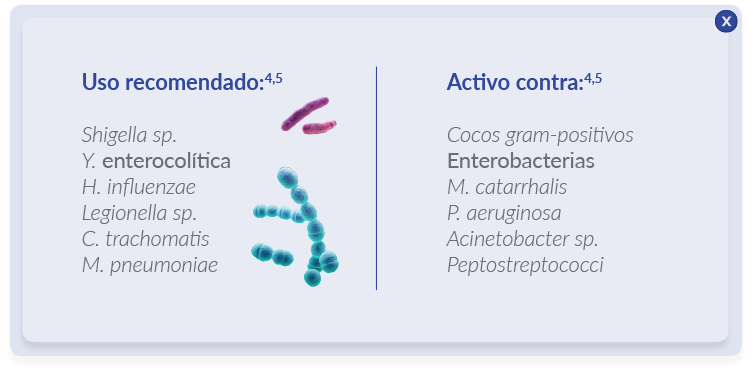 X
Uso recomendado:4,5
Shigella sp.
Y. enterocolítica
H. influenzae
Legionella sp.
C. trachomatis
M. pneumoniae
Activo contra:4,5
Cocos gram-positivos
Enterobacterias
M. catarrhalis
P. aeruginosa
Acinetobacter sp.
Peptostreptococci